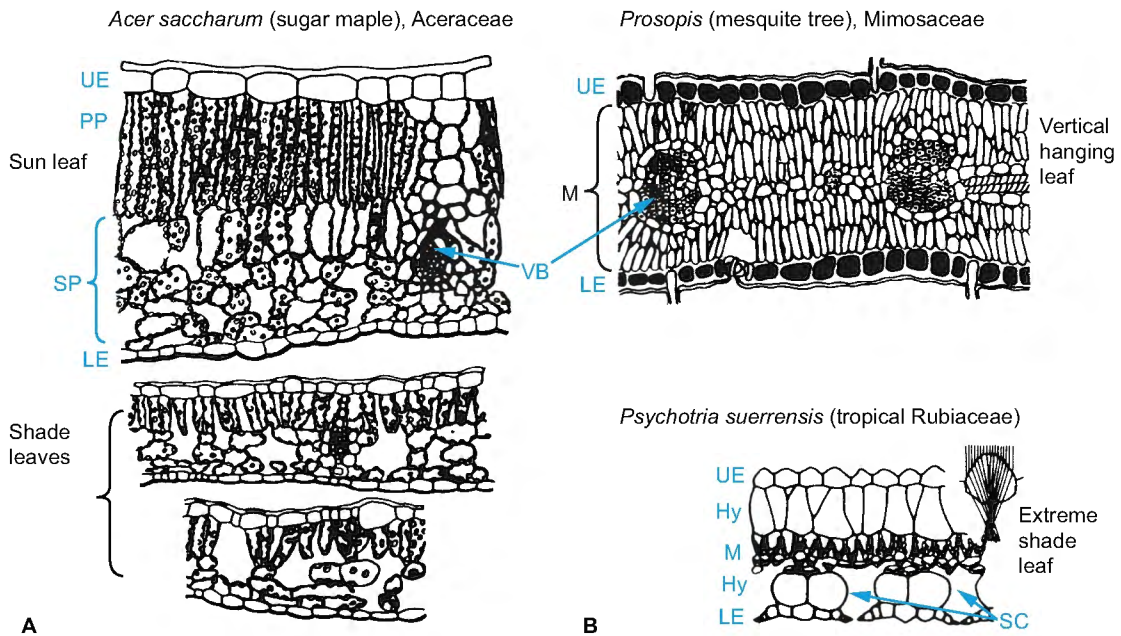 Acer saccharum (sugar maple), Aceraceae
UE
PP
Sun leaf
SP
LE
Shade
leaves
A
Prosopis (mesquite tree), Mimosaceae
UE
M
Vertical
hanging
leaf
VB
LE
Psychotria suerrensis (tropical Rubiaceae)
UE
Hy
M
Extreme
shade
leaf
Hy
LE
SC
B